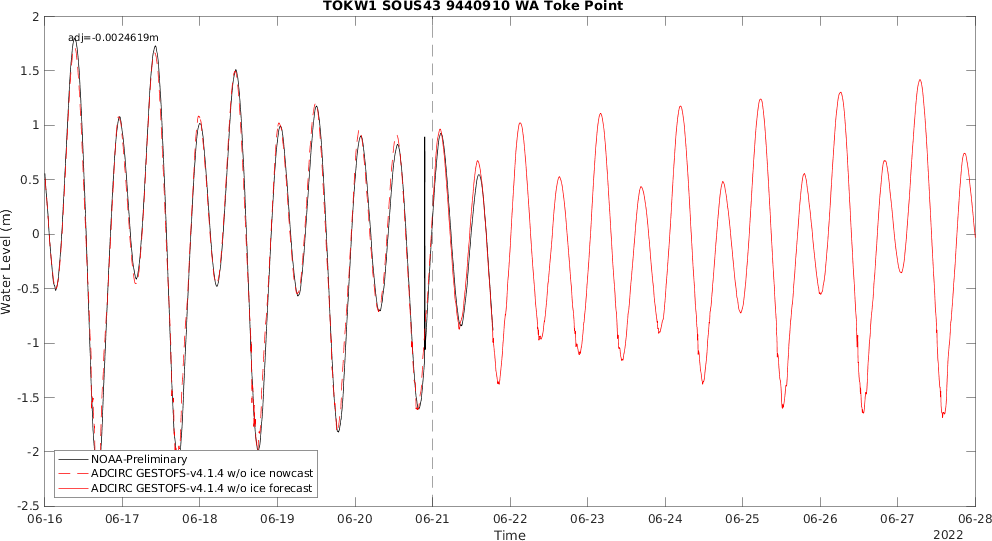 TOKW1 SOUS43 9440910 WA Toke Point
adj=-0.0024619m
Water Level (m)
2
1.5
1
0.5
0
-0.5
-1
-1.5
-2
-2.5
NOAA-Preliminary
ADCIRC GESTOFS-v4.1.4 w/o ice nowcast
ADCIRC GESTOFS-v4.1.4 w/o ice forecast
06-16 06-17 06-18 06-19 06-20 06-21 06-22 06-23 06-24 06-25 06-26 06-27 06-28
Time
2022